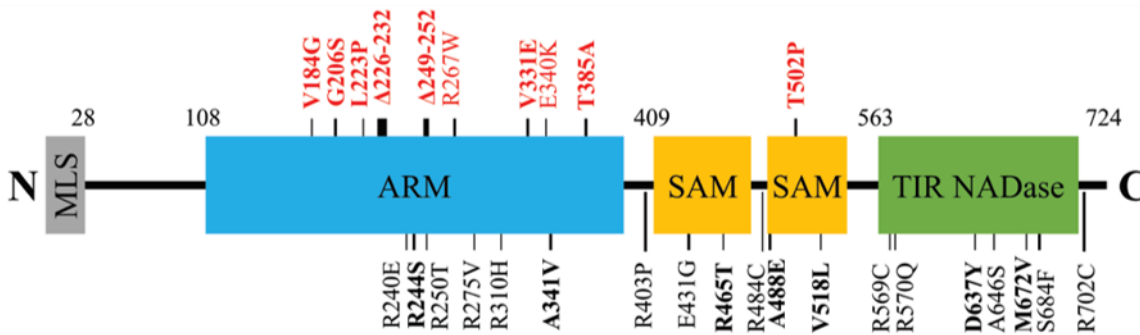 V184G
G206S
L223P
Δ226-232
Δ249-252
R267W
V331E
E340K
T385A
T502P
28
108
409
563
724
N
MLS
ARM
SAM
SAM
TIR NADase
C
R240E
R244S
R250T
R275V
R310H
A341V
R403P
E431G
R465T
R484C
A488E
V518L
R569C
R570Q
D637Y
A646S
M672V
S684F
R702C